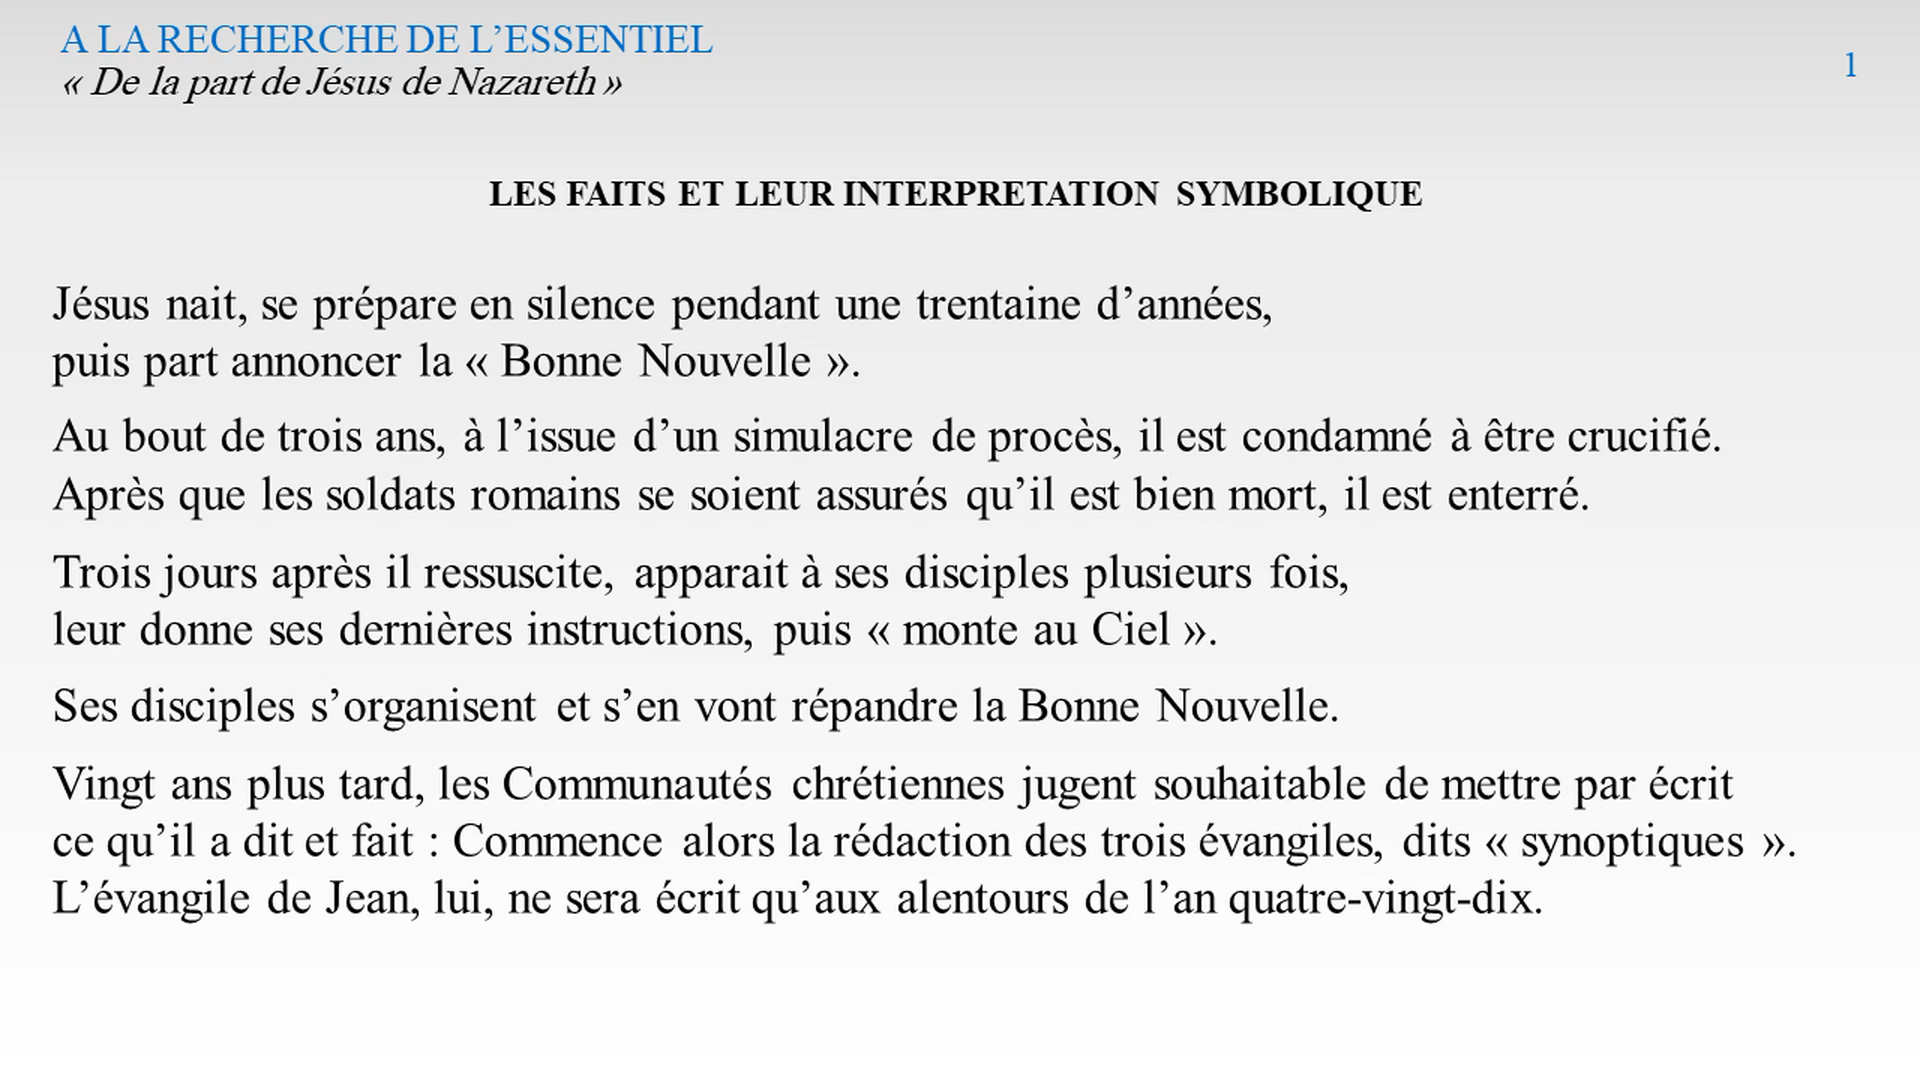 A LA RECHERCHE DE L’ESSENTIEL
« De la part de Jésus de Nazareth »
1
LES FAITS ET LEUR INTERPRETATION SYMBOLIQUE
Jésus nait, se prépare en silence pendant une trentaine d’années,
puis part annoncer la « Bonne Nouvelle ».
Au bout de trois ans, à l’issue d’un simulacre de procès, il est condamné à être crucifié.
Après que les soldats romains se soient assurés qu’il est bien mort, il est enterré.
Trois jours après il ressuscite, apparait à ses disciples plusieurs fois,
leur donne ses dernières instructions, puis « monte au Ciel ».
Ses disciples s’organisent et s’en vont répandre la Bonne Nouvelle.
Vingt ans plus tard, les Communautés chrétiennes jugent souhaitable de mettre par écrit
ce qu’il a dit et fait : Commence alors la rédaction des trois évangiles, dits « synoptiques ».
L’évangile de Jean, lui, ne sera écrit qu’aux alentours de l’an quatre-vingt-dix.